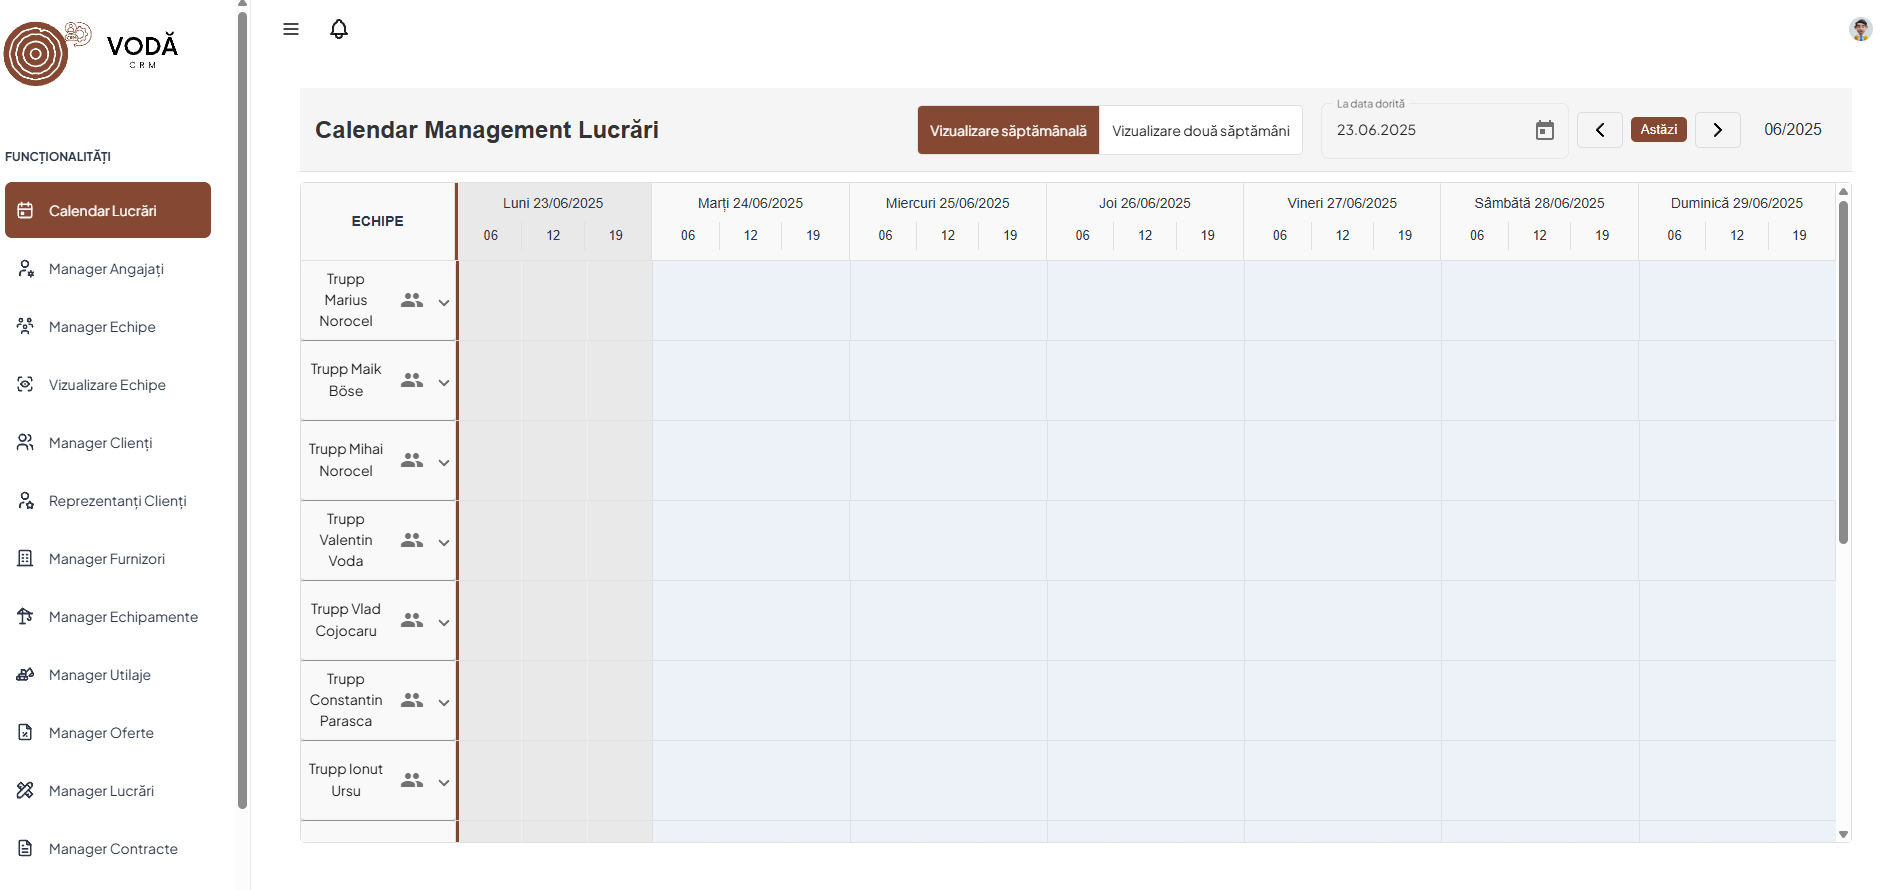 VODĂ
CRM
FUNCȚIONALITĂȚI
Calendar Lucrări
Manager Angajați
Manager Echipe
Vizualizare Echipe
Manager Clienți
Reprezentanți Clienți
Manager Furnizori
Manager Echipamente
Manager Utilaje
Manager Oferte
Manager Lucrări
Manager Contracte
Calendar Management Lucrări
Vizualizare săptămânală
Vizualizare două săptămâni
La data dorită
23.06.2025
Astăzi
06/2025
ECHIPE
Luni 23/06/2025
Marți 24/06/2025
Miercuri 25/06/2025
Joi 26/06/2025
Vineri 27/06/2025
Sâmbătă 28/06/2025
Duminică 29/06/2025
06 12 19
06 12 19
06 12 19
06 12 19
06 12 19
06 12 19
06 12 19
Trupp
Marius
Norocel
Trupp Maik
Böse
Trupp Mihai
Norocel
Trupp
Valentin
Voda
Trupp Vlad
Cojocaru
Trupp
Constantin
Parasca
Trupp Ionut
Ursu